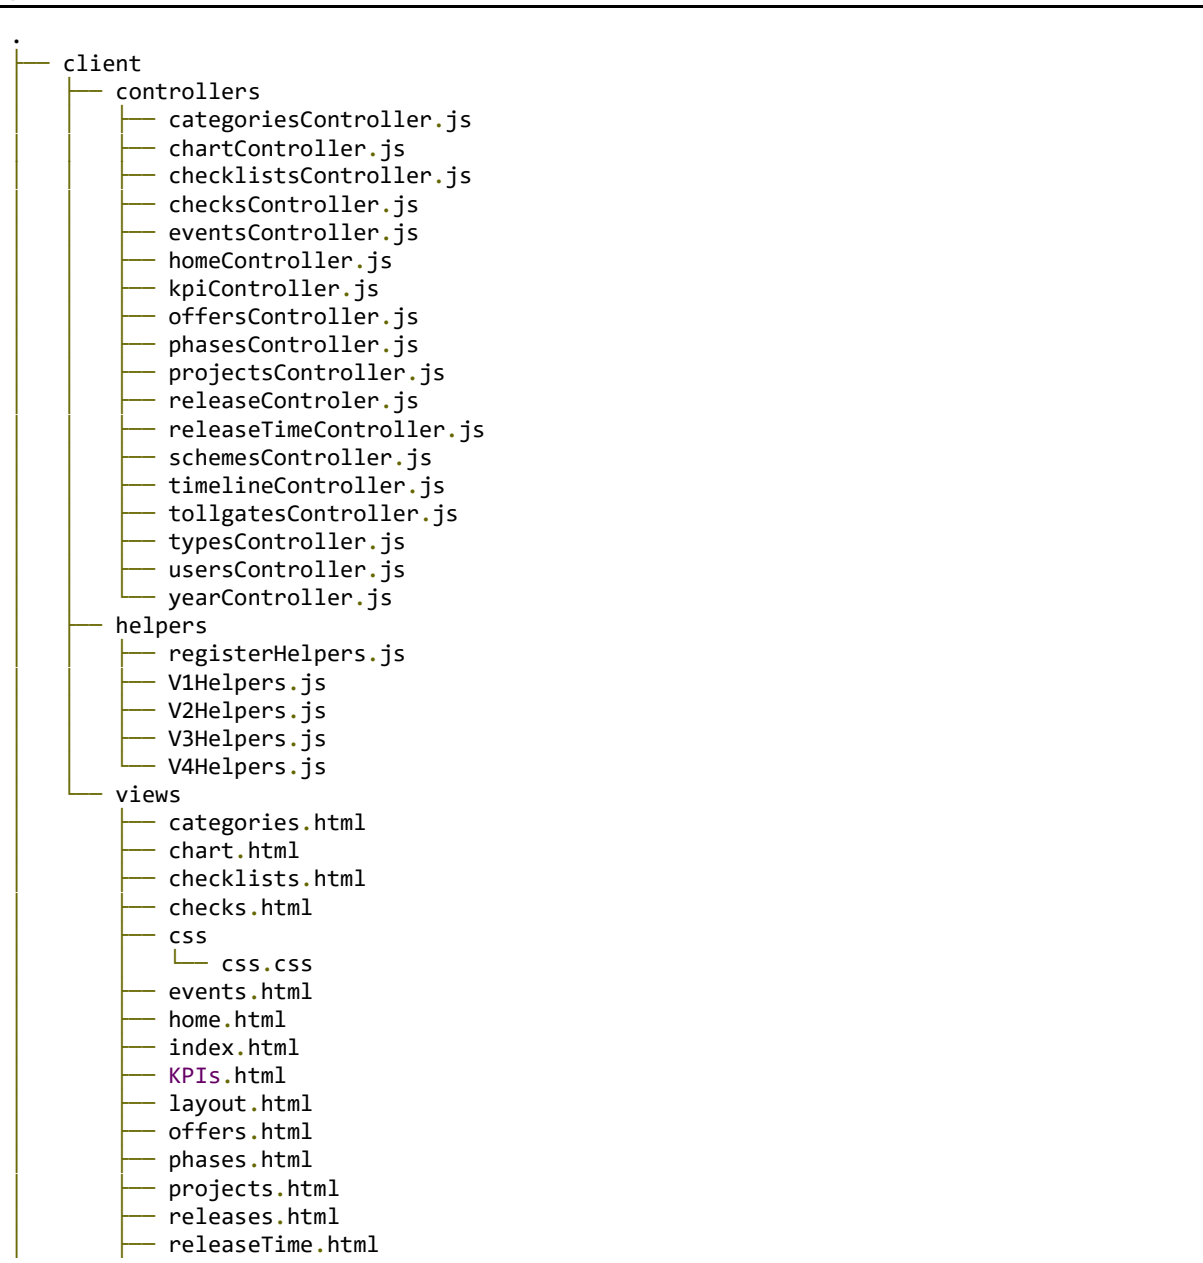 .
├── client
│   ├── controllers
│   │   ├── categoriesController.js
│   │   ├── chartController.js
│   │   ├── checklistsController.js
│   │   ├── checksController.js
│   │   ├── eventsController.js
│   │   ├── homeController.js
│   │   ├── kpiController.js
│   │   ├── offersController.js
│   │   ├── phasesController.js
│   │   ├── projectsController.js
│   │   ├── releaseControler.js
│   │   ├── releaseTimeController.js
│   │   ├── schemesController.js
│   │   ├── timelineController.js
│   │   ├── tollgatesController.js
│   │   ├── typesController.js
│   │   ├── usersController.js
│   │   └── yearController.js
│   ├── helpers
│   │   ├── registerHelpers.js
│   │   ├── V1Helpers.js
│   │   ├── V2Helpers.js
│   │   ├── V3Helpers.js
│   │   └── V4Helpers.js
│   └── views
│       ├── categories.html
│       ├── chart.html
│       ├── checklists.html
│       ├── checks.html
│       ├── css
│       │   └── css.css
│       ├── events.html
│       ├── home.html
│       ├── index.html
│       ├── KPIs.html
│       ├── layout.html
│       ├── offers.html
│       ├── phases.html
│       ├── projects.html
│       ├── releases.html
│       ├── releaseTime.html